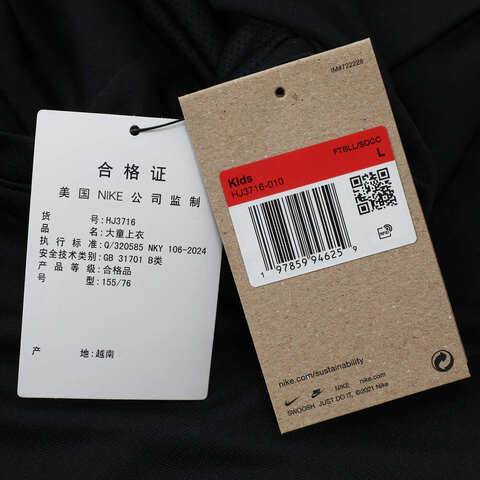 合格证
美国 NIKE 公司监制
货 号: HJ3716
品 名: 大童上衣
执行标准: Q/320585 NKY 106-2024
安全技术类别: GB 31701 B类
产品等级: 合格品
号 型: 155/76
产 地: 越南
IM#722228
FTBLL/SOCC
L
Kids
HJ3716-010
1 97859 94625 9
nike.com/sustainability
NIKE nike.com
SWOOSH, JUST DO IT, ©2021 Nike